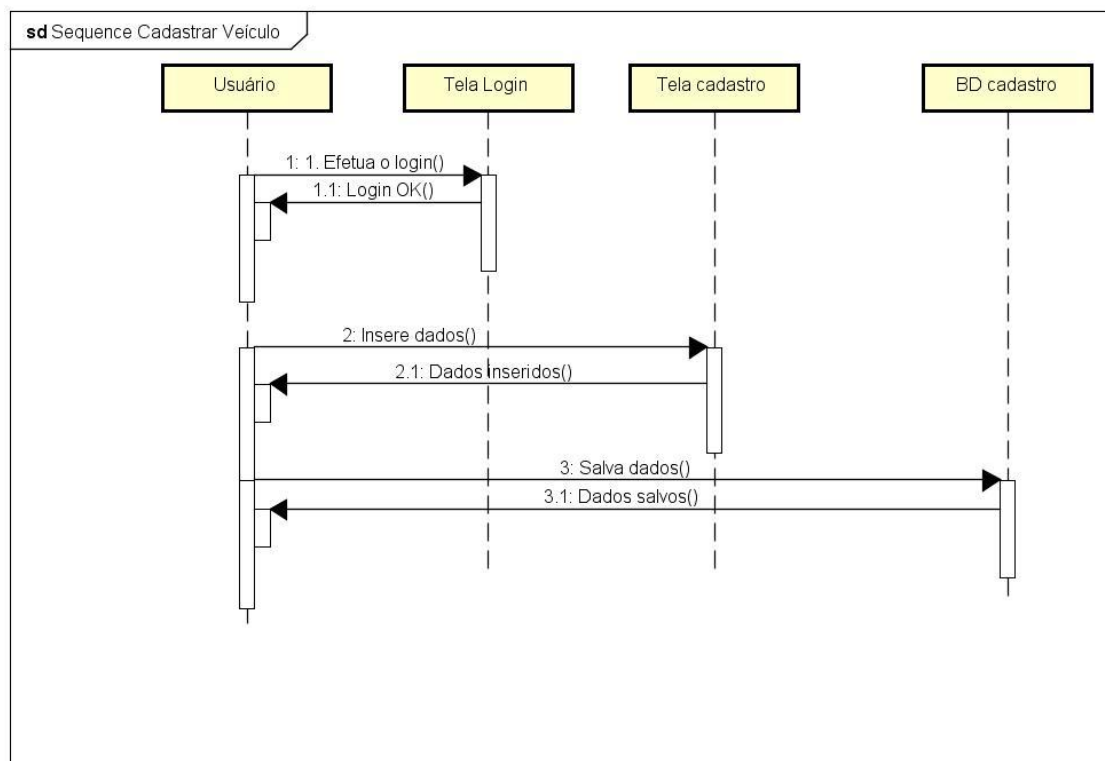 sd Sequence Cadastrar Veículo
Usuário
Tela Login
Tela cadastro
BD cadastro
1: 1. Efetua o login()
1.1: Login OK()
2: Insere dados()
2.1: Dados inseridos()
3: Salva dados()
3.1: Dados salvos()